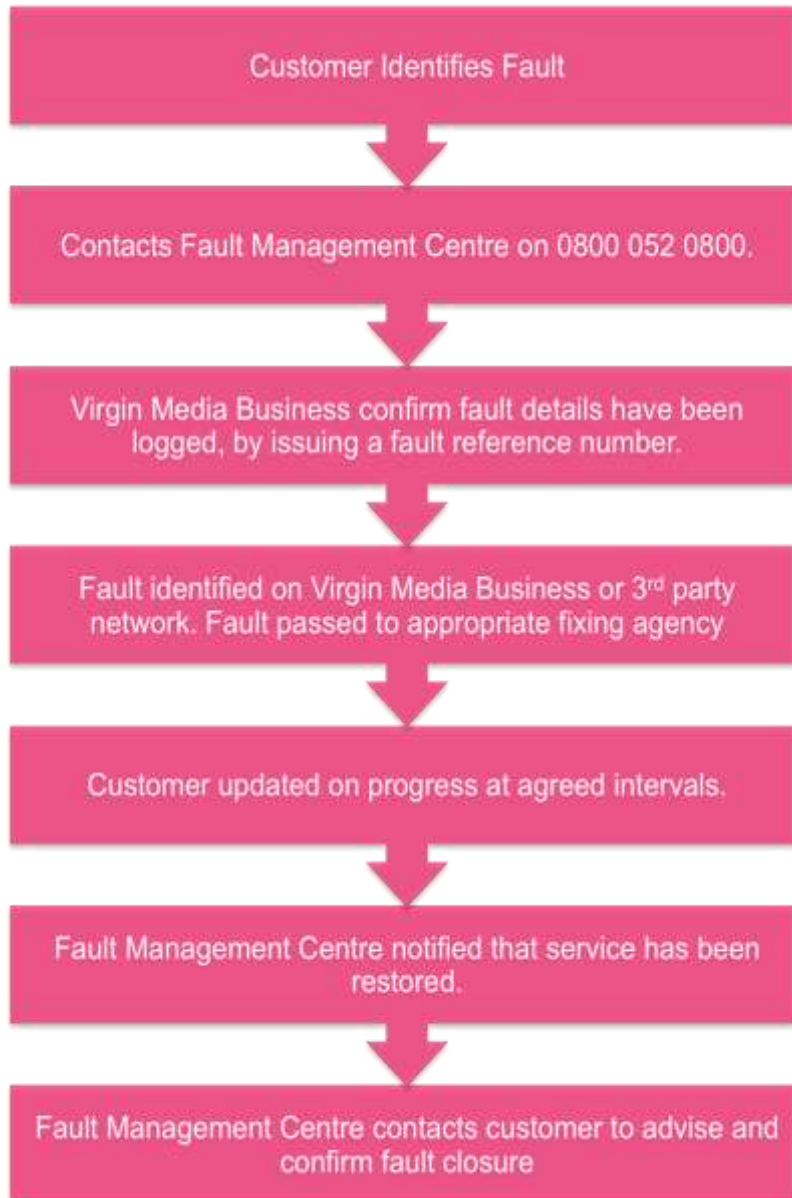 Customer Identifies Fault
Contacts Fault Management Centre on 0800 052 0800.
Virgin Media Business confirm fault details have been
logged, by issuing a fault reference number.
Fault identified on Virgin Media Business or 3rd party
network. Fault passed to appropriate fixing agency
Customer updated on progress at agreed intervals.
Fault Management Centre notified that service has been
restored.
Fault Management Centre contacts customer to advise and
confirm fault closure